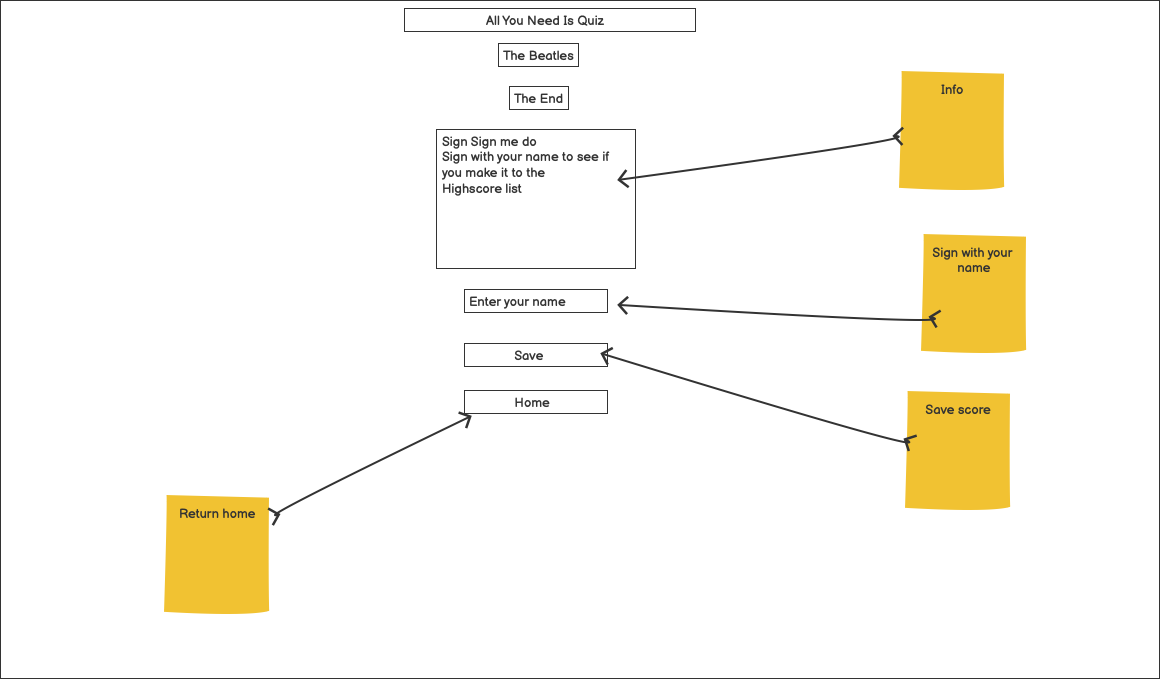 All You Need Is Quiz
The Beatles
The End
Sign Sign me do
Sign with your name to see if
you make it to the
Highscore list
Enter your name
Save
Home
Info
Sign with your
name
Save score
Return home